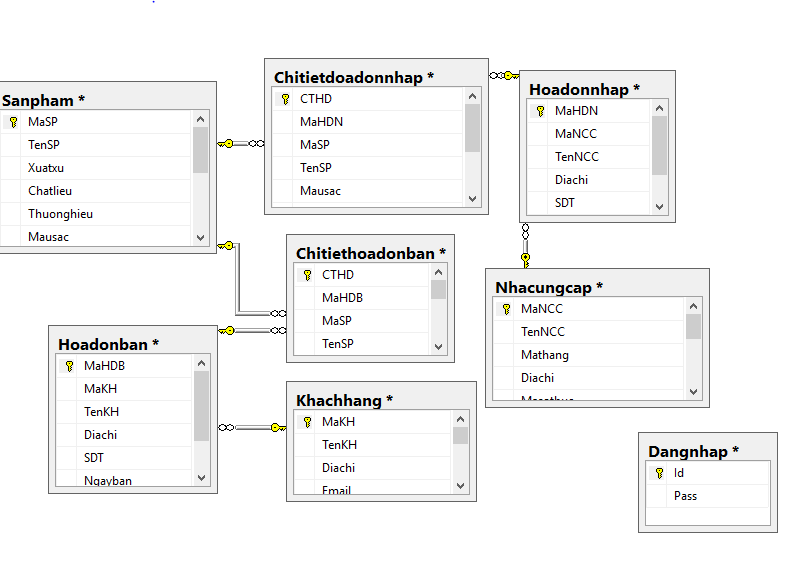 Sanpham *
MaSP
TenSP
Xuatxu
Chatlieu
Thuonghieu
Mausac
Chitietdoadonnhap *
CTHD
MaHDN
MaSP
TenSP
Mausac
Hoadonnhap *
MaHDN
MaNCC
TenNCC
Diachi
SDT
Chitiethoadonban *
CTHD
MaHDB
MaSP
TenSP
Nhacungcap *
MaNCC
TenNCC
Mathang
Diachi
Masothue
Hoadonban *
MaHDB
MaKH
TenKH
Diachi
SDT
Ngayban
Khachhang *
MaKH
TenKH
Diachi
Email
Dangnhap *
Id
Pass